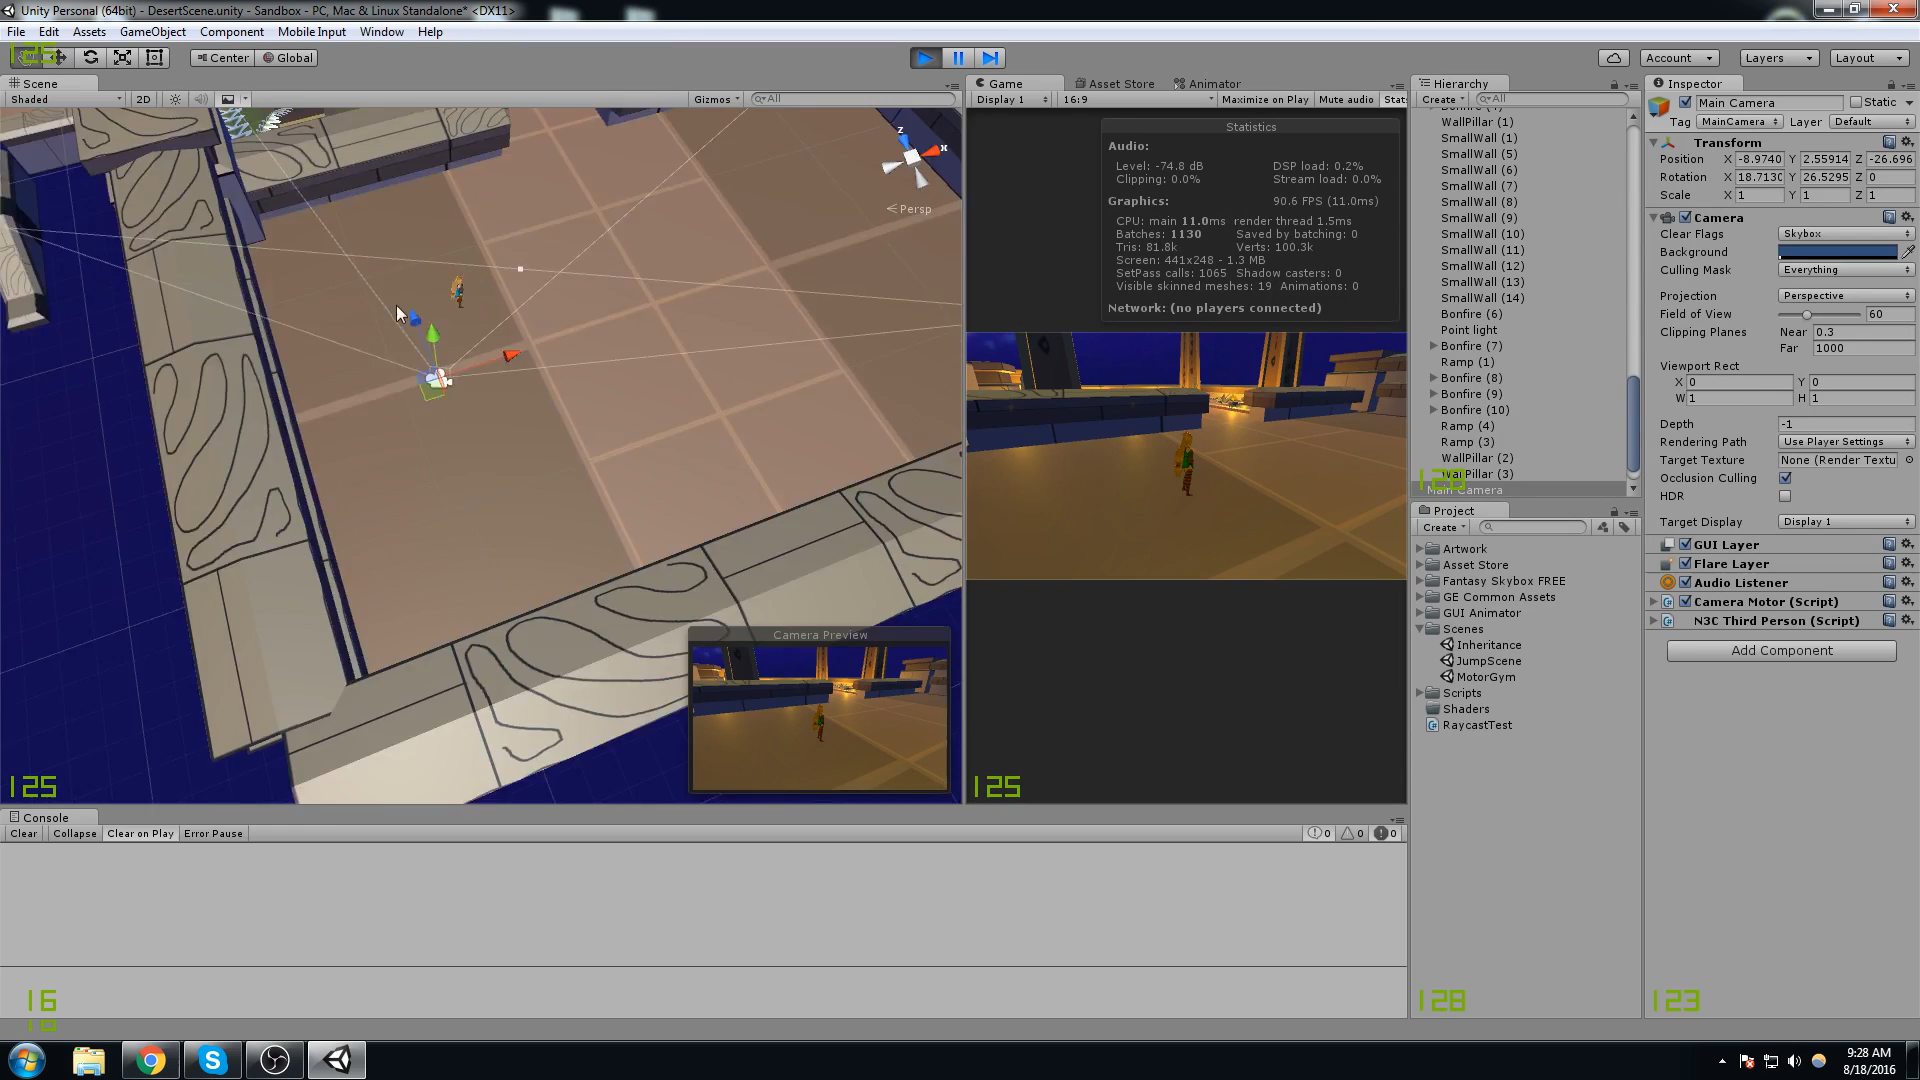 Unity Personal (64bit) - DesertScene.unity - Sandbox - PC, Mac & Linux Standalone* <DX11>
File Edit Assets GameObject Component Mobile Input Window Help
125
Center Global
Account Layers Layout
Scene
Shaded 2D Gizmos All
z
x
Persp
Camera Preview
125
Game Asset Store Animator
Display 1 16:9 Maximize on Play Mute audio Stats
Statistics
Audio:
Level: -74.8 dB DSP load: 0.2%
Clipping: 0.0% Stream load: 0.0%
Graphics: 90.6 FPS (11.0ms)
CPU: main 11.0ms render thread 1.5ms
Batches: 1130 Saved by batching: 0
Tris: 81.8k Verts: 100.3k
Screen: 441x248 - 1.3 MB
SetPass calls: 1065 Shadow casters: 0
Visible skinned meshes: 19 Animations: 0
Network: (no players connected)
125
Console
Clear Collapse Clear on Play Error Pause 0 0 0
16
Hierarchy
Create All
WallPillar (1)
SmallWall (1)
SmallWall (5)
SmallWall (6)
SmallWall (7)
SmallWall (8)
SmallWall (9)
SmallWall (10)
SmallWall (11)
SmallWall (12)
SmallWall (13)
SmallWall (14)
Bonfire (6)
Point light
Bonfire (7)
Ramp (1)
Bonfire (8)
Bonfire (9)
Bonfire (10)
Ramp (4)
Ramp (3)
WallPillar (2)
WallPillar (3)
Main Camera
128
Project
Create
Artwork
Asset Store
Fantasy Skybox FREE
GE Common Assets
GUI Animator
Scenes
Inheritance
JumpScene
MotorGym
Scripts
Shaders
RaycastTest
128
Inspector
Main Camera Static
Tag MainCamera Layer Default
Transform
Position X -8.9740 Y 2.55914 Z -26.696
Rotation X 18.7130 Y 26.5295 Z 0
Scale X 1 Y 1 Z 1
Camera
Clear Flags Skybox
Background
Culling Mask Everything
Projection Perspective
Field of View 60
Clipping Planes Near 0.3
Far 1000
Viewport Rect
X 0 Y 0
W 1 H 1
Depth -1
Rendering Path Use Player Settings
Target Texture None (Render Textu
Occlusion Culling
HDR
Target Display Display 1
GUI Layer
Flare Layer
Audio Listener
Camera Motor (Script)
N3C Third Person (Script)
Add Component
123
9:28 AM
8/18/2016